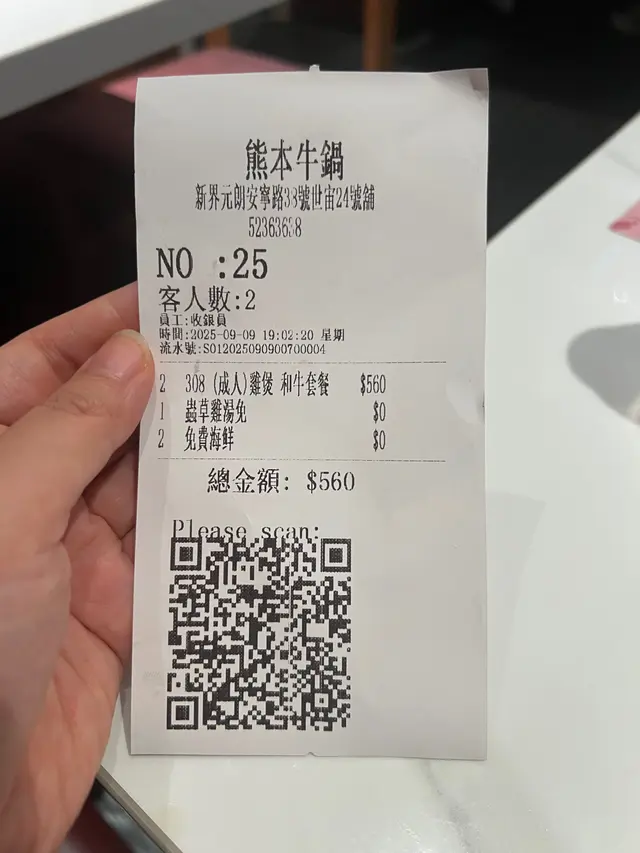 熊本牛鍋
新界元朗安寧路38號世宙24號舖
52363638
NO :25
客人數:2
員工:收銀員
時間:2025-09-09 19:02:20 星期
流水號:S012025090900700004
2 308 (成人)雞煲 和牛套餐 $560
1 蟲草雞湯免 $0
2 免費海鮮 $0
總金額: $560
Please scan: